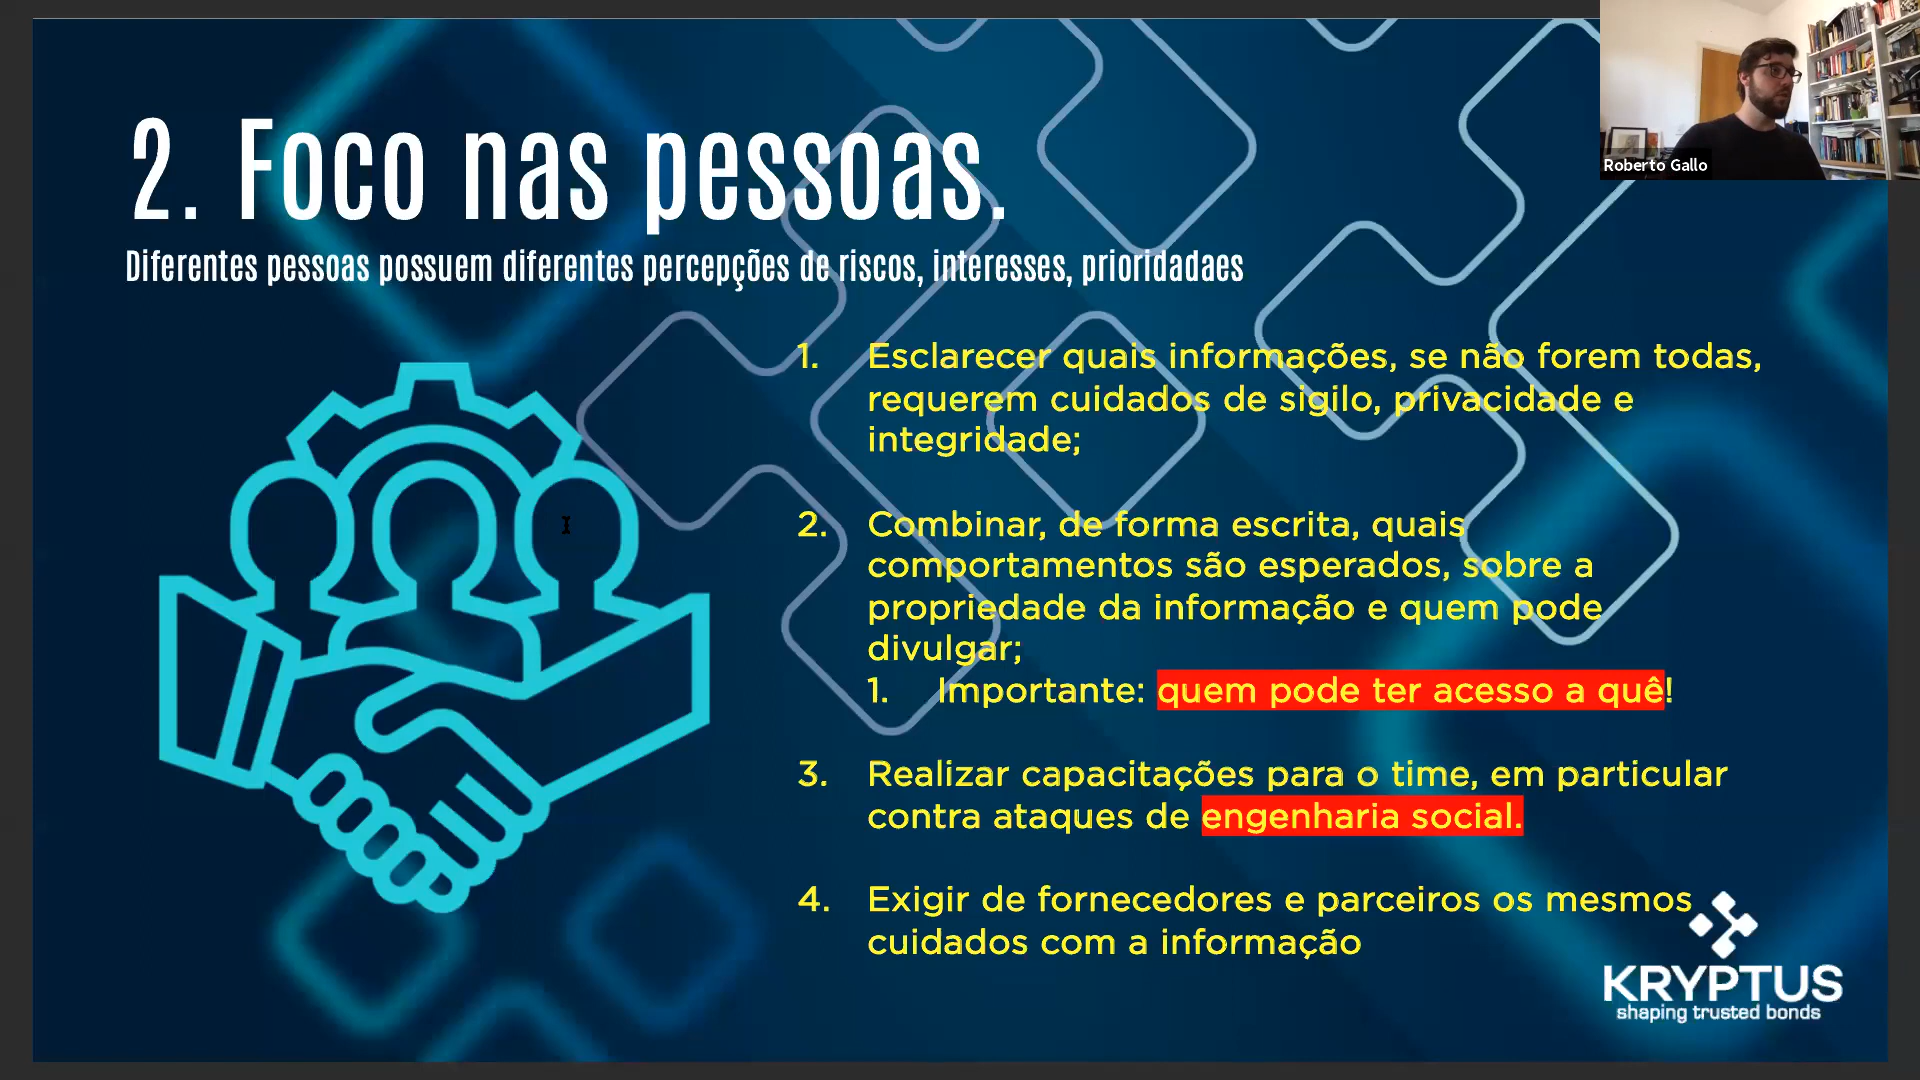 2. Foco nas pessoas.
Diferentes pessoas possuem diferentes percepções de riscos, interesses, prioridadaes
Roberto Gallo
1. Esclarecer quais informações, se não forem todas,
requerem cuidados de sigilo, privacidade e
integridade;
2. Combinar, de forma escrita, quais
comportamentos são esperados, sobre a
propriedade da informação e quem pode
divulgar;
1. Importante: quem pode ter acesso a quê!
3. Realizar capacitações para o time, em particular
contra ataques de engenharia social.
4. Exigir de fornecedores e parceiros os mesmos
cuidados com a informação
KRYPTUS
shaping trusted bonds